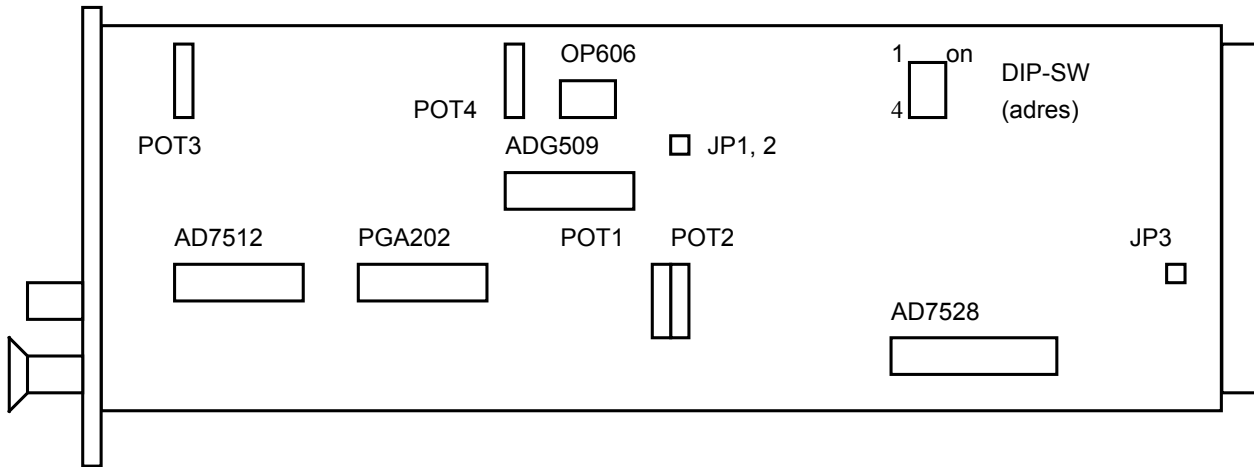 OP606
1 on
DIP-SW
POT4
4
(adres)
POT3
ADG509
JP1, 2
AD7512
PGA202
POT1
POT2
JP3
AD7528